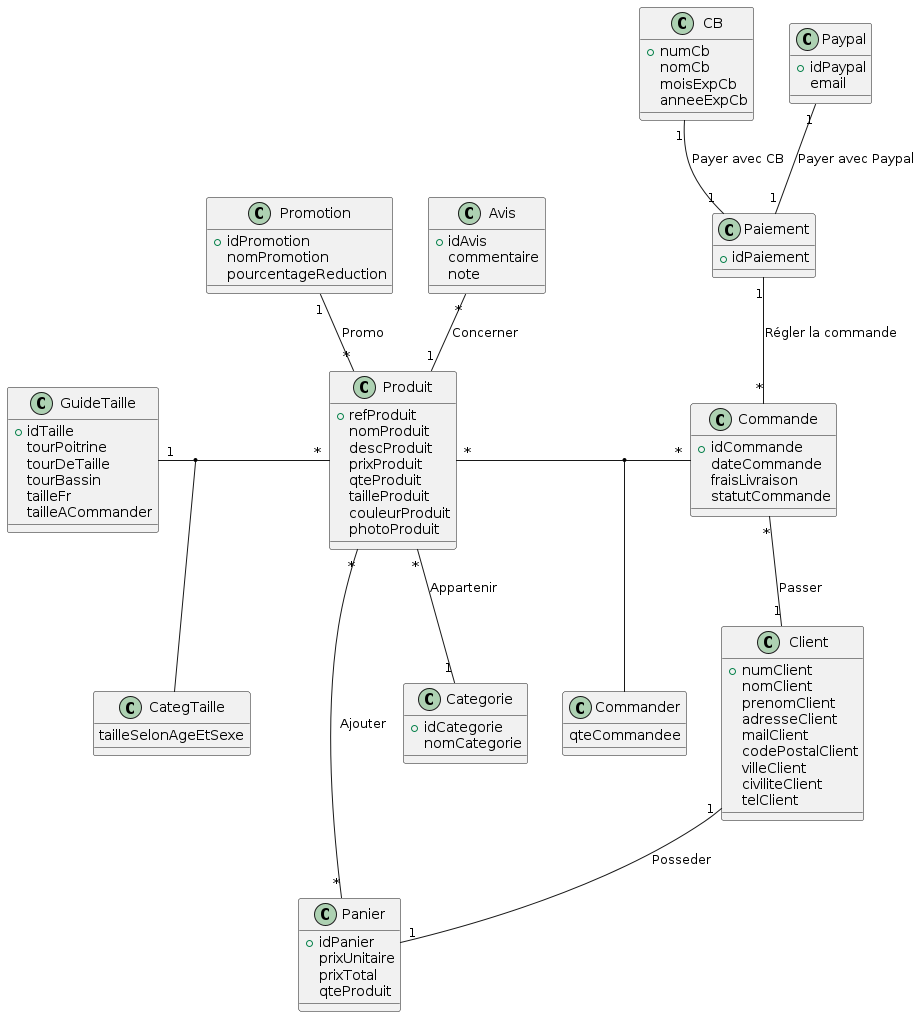 C CB
numCb
nomCb
moisExpCb
anneeExpCb
C Paypal
idPaypal
email
1
1
Payer avec CB
Payer avec Paypal
1
1
C Paiement
idPaiement
1
Régler la commande
*
C Promotion
idPromotion
nomPromotion
pourcentageReduction
C Avis
idAvis
commentaire
note
1
*
Promo
Concerner
*
1
C GuideTaille
idTaille
tourPoitrine
tourDeTaille
tourBassin
tailleFr
tailleACommander
1
*
C Produit
refProduit
nomProduit
descProduit
prixProduit
qteProduit
tailleProduit
couleurProduit
photoProduit
*
*
C Commande
idCommande
dateCommande
fraisLivraison
statutCommande
*
*
*
Appartenir
Passer
1
1
C CategTaille
tailleSelonAgeEtSexe
Ajouter
C Categorie
idCategorie
nomCategorie
C Commander
qteCommandee
C Client
numClient
nomClient
prenomClient
adresseClient
mailClient
codePostalClient
villeClient
civiliteClient
telClient
1
Posseder
*
1
C Panier
idPanier
prixUnitaire
prixTotal
qteProduit